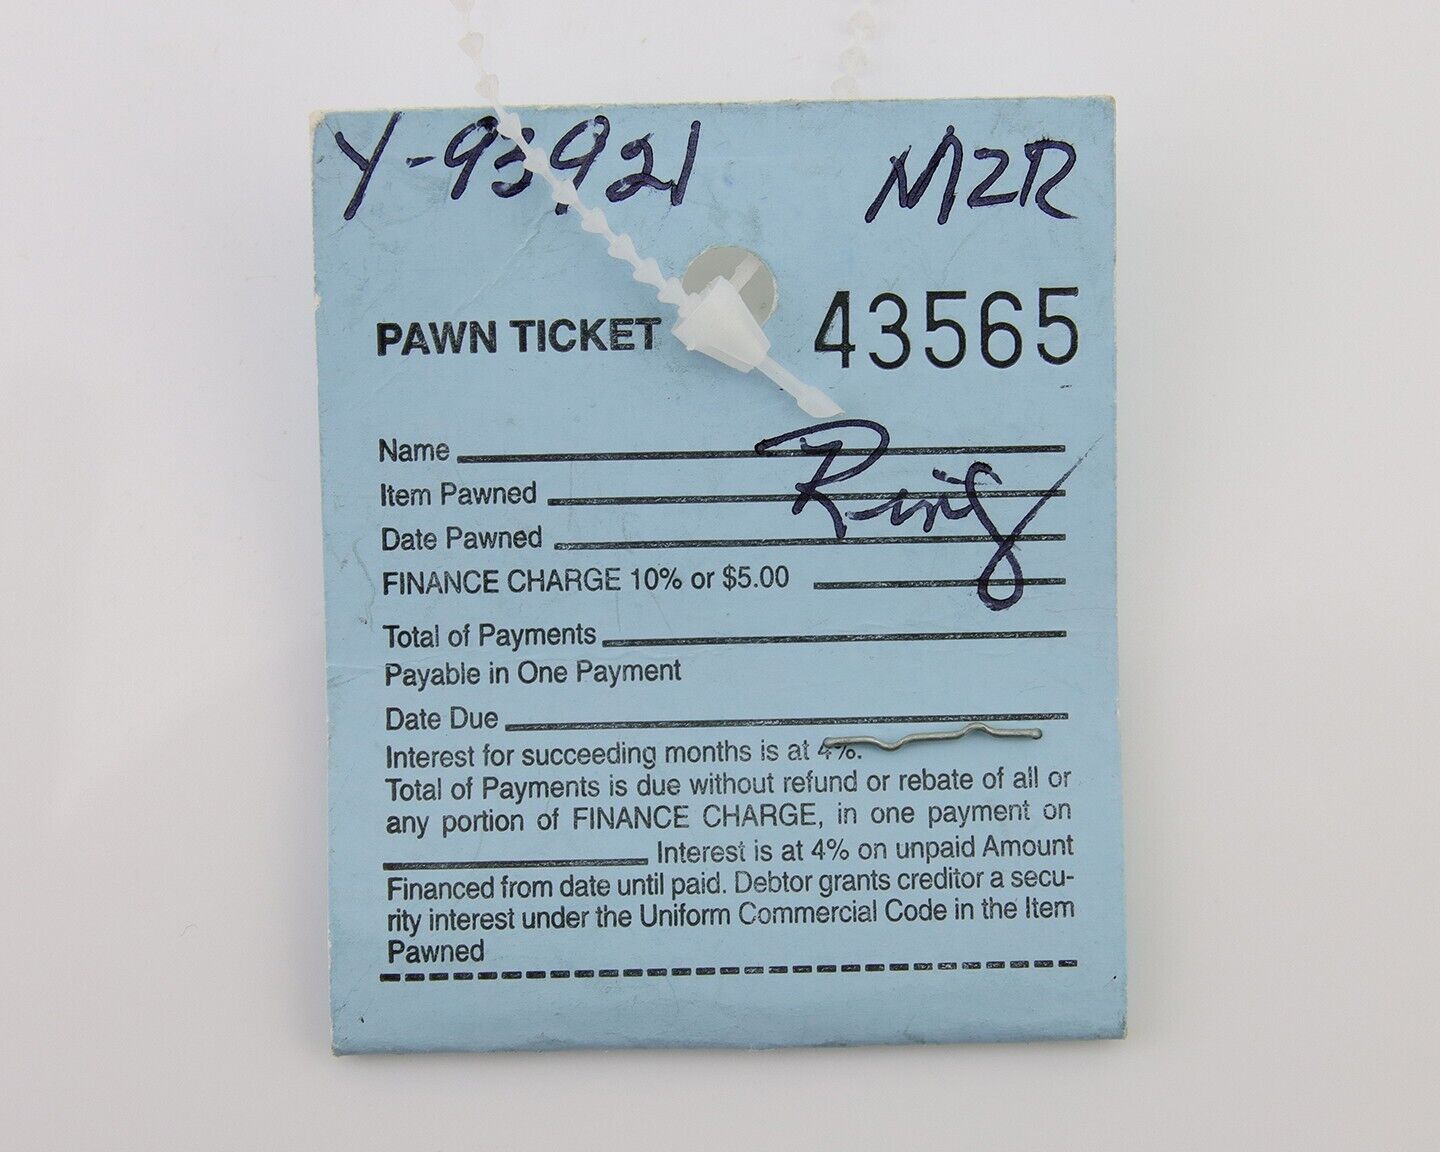 Y-93921 MZR
PAWN TICKET 43565
Name
Item Pawned Ring
Date Pawned
FINANCE CHARGE 10% or $5.00
Total of Payments
Payable in One Payment
Date Due
Interest for succeeding months is at 4%.
Total of Payments is due without refund or rebate of all or
any portion of FINANCE CHARGE, in one payment on
Interest is at 4% on unpaid Amount
Financed from date until paid. Debtor grants creditor a secu-
rity interest under the Uniform Commercial Code in the Item
Pawned